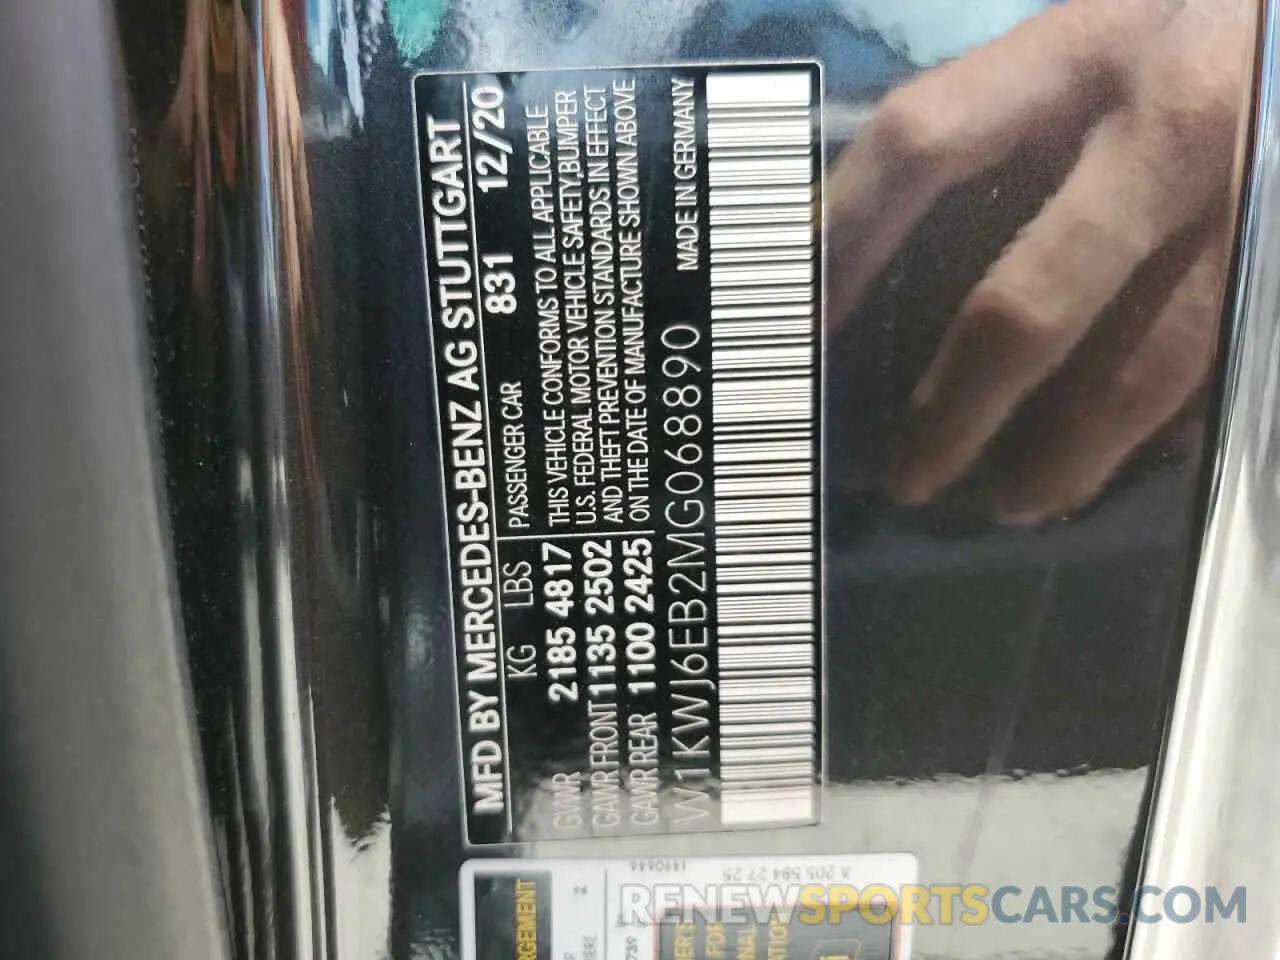 MFD BY MERCEDES-BENZ AG STUTTGART
KG LBS PASSENGER CAR 831 12/20
GVWR 2185 4817 THIS VEHICLE CONFORMS TO ALL APPLICABLE
GAWR FRONT 1135 2502 U.S. FEDERAL MOTOR VEHICLE SAFETY, BUMPER
AND THEFT PREVENTION STANDARDS IN EFFECT
GAWR REAR 1100 2425 ON THE DATE OF MANUFACTURE SHOWN ABOVE
W1KWJ6EB2MG068890 MADE IN GERMANY
1490646
A 205 584 27 25
RENEWSPORTSCARS.COM